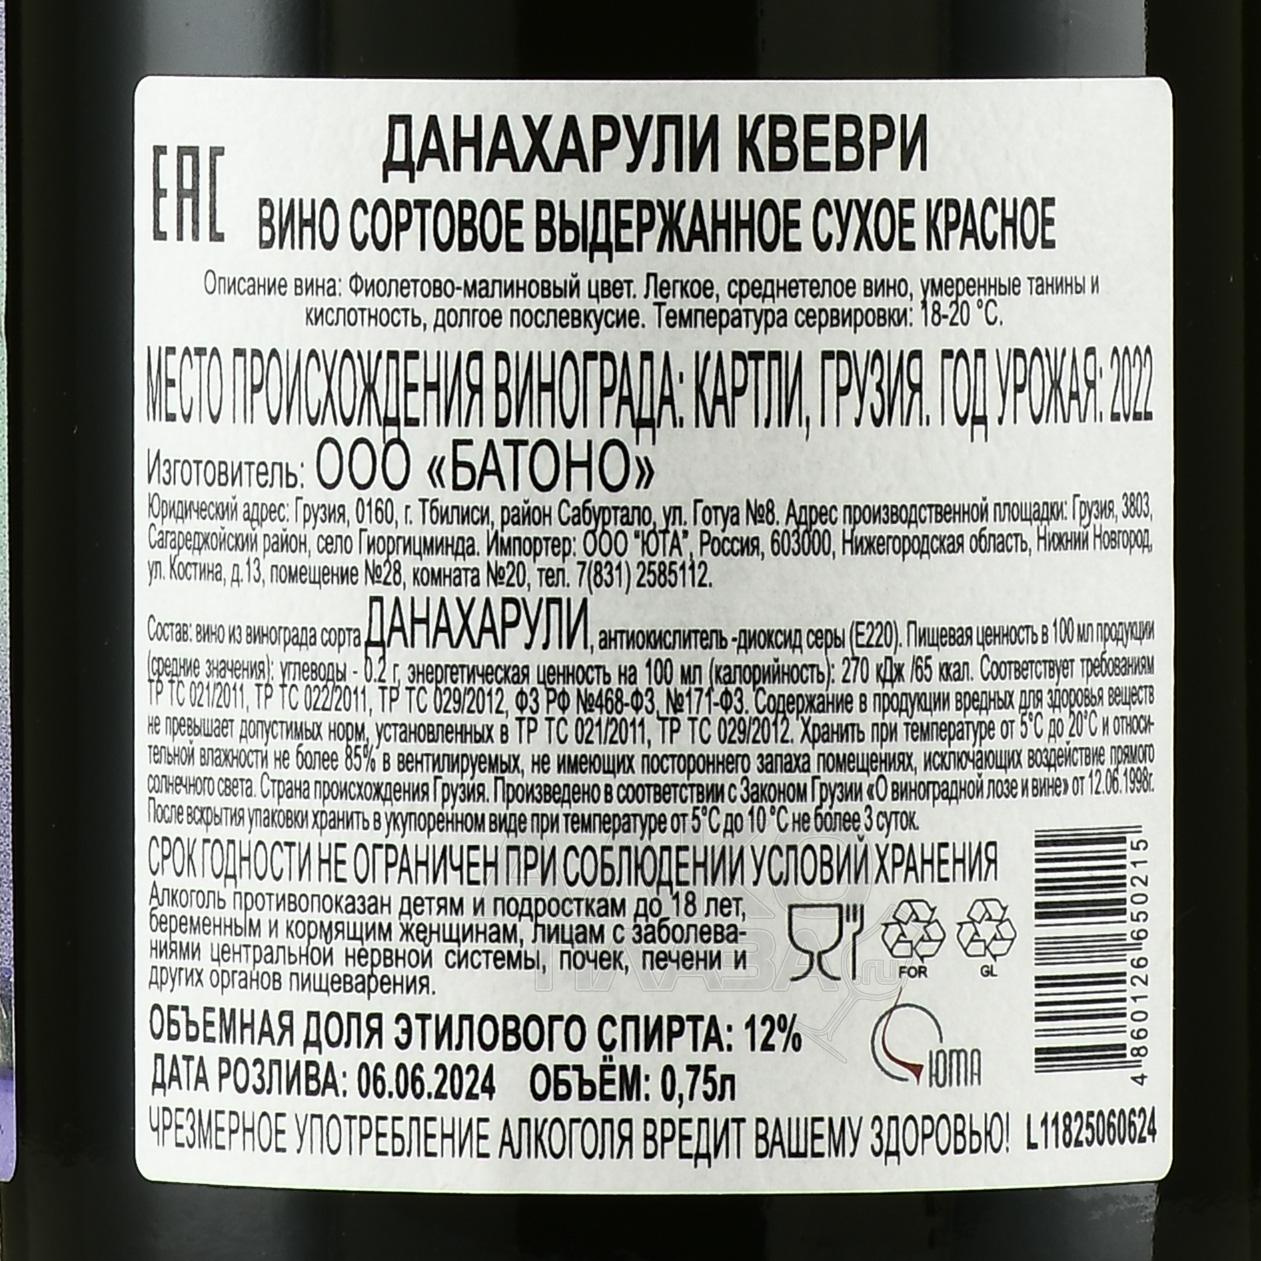 ЕАС
ДАНАХАРУЛИ КВЕВРИ
ВИНО СОРТОВОЕ ВЫДЕРЖАННОЕ СУХОЕ КРАСНОЕ
Описание вина: Фиолетово-малиновый цвет. Легкое, среднетелое вино, умеренные танины и
кислотность, долгое послевкусие. Температура сервировки: 18-20 °С.
МЕСТО ПРОИСХОЖДЕНИЯ ВИНОГРАДА: КАРТЛИ, ГРУЗИЯ. ГОД УРОЖАЯ: 2022
Изготовитель: ООО «БАТОНО»
Юридический адрес: Грузия, 0160, г. Тбилиси, район Сабуртало, ул. Готуа №8. Адрес производственной площадки: Грузия, 3803,
Сагареджойский район, село Гиоргицминда. Импортер: ООО "ЮТА", Россия, 603000, Нижегородская область, Нижний Новгород,
ул. Костина, д.13, помещение №28, комната №20, тел. 7(831) 2585112.
Состав: вино из винограда сорта ДАНАХАРУЛИ, антиокислитель -диоксид серы (Е220). Пищевая ценность в 100 мл продукции
(средние значения): углеводы - 0.2 г, энергетическая ценность на 100 мл (калорийность): 270 кДж /65 ккал. Соответствует требованиям
ТР ТС 021/2011, ТР ТС 022/2011, ТР ТС 029/2012, ФЗ РФ №468-ФЗ, №171-ФЗ. Содержание в продукции вредных для здоровья веществ
не превышает допустимых норм, установленных в ТР ТС 021/2011, ТР ТС 029/2012. Хранить при температуре от 5°С до 20°С и относи-
тельной влажности не более 85% в вентилируемых, не имеющих постороннего запаха помещениях, исключающих воздействие прямого
солнечного света. Страна происхождения Грузия. Произведено в соответствии с Законом Грузии «О виноградной лозе и вине» от 12.06.1998г.
После вскрытия упаковки хранить в укупоренном виде при температуре от 5°С до 10 °С не более 3 суток.
СРОК ГОДНОСТИ НЕ ОГРАНИЧЕН ПРИ СОБЛЮДЕНИИ УСЛОВИЙ ХРАНЕНИЯ
Алкоголь противопоказан детям и подросткам до 18 лет,
беременным и кормящим женщинам, лицам с заболева-
ниями центральной нервной системы, почек, печени и
других органов пищеварения.
FOR
GL
ЮТА
ОБЪЕМНАЯ ДОЛЯ ЭТИЛОВОГО СПИРТА: 12%
ДАТА РОЗЛИВА: 06.06.2024 ОБЪЁМ: 0,75л
ЧРЕЗМЕРНОЕ УПОТРЕБЛЕНИЕ АЛКОГОЛЯ ВРЕДИТ ВАШЕМУ ЗДОРОВЬЮ! L11825060624
4 860126 650215